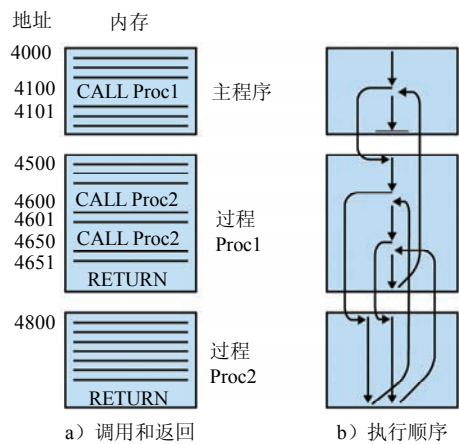 地址 内存
4000
4100 CALL Proc1 主程序
4101
4500
4600 CALL Proc2
4601 过程
4650 CALL Proc2 Proc1
4651
RETURN
4800
过程
Proc2
RETURN
a）调用和返回 b）执行顺序